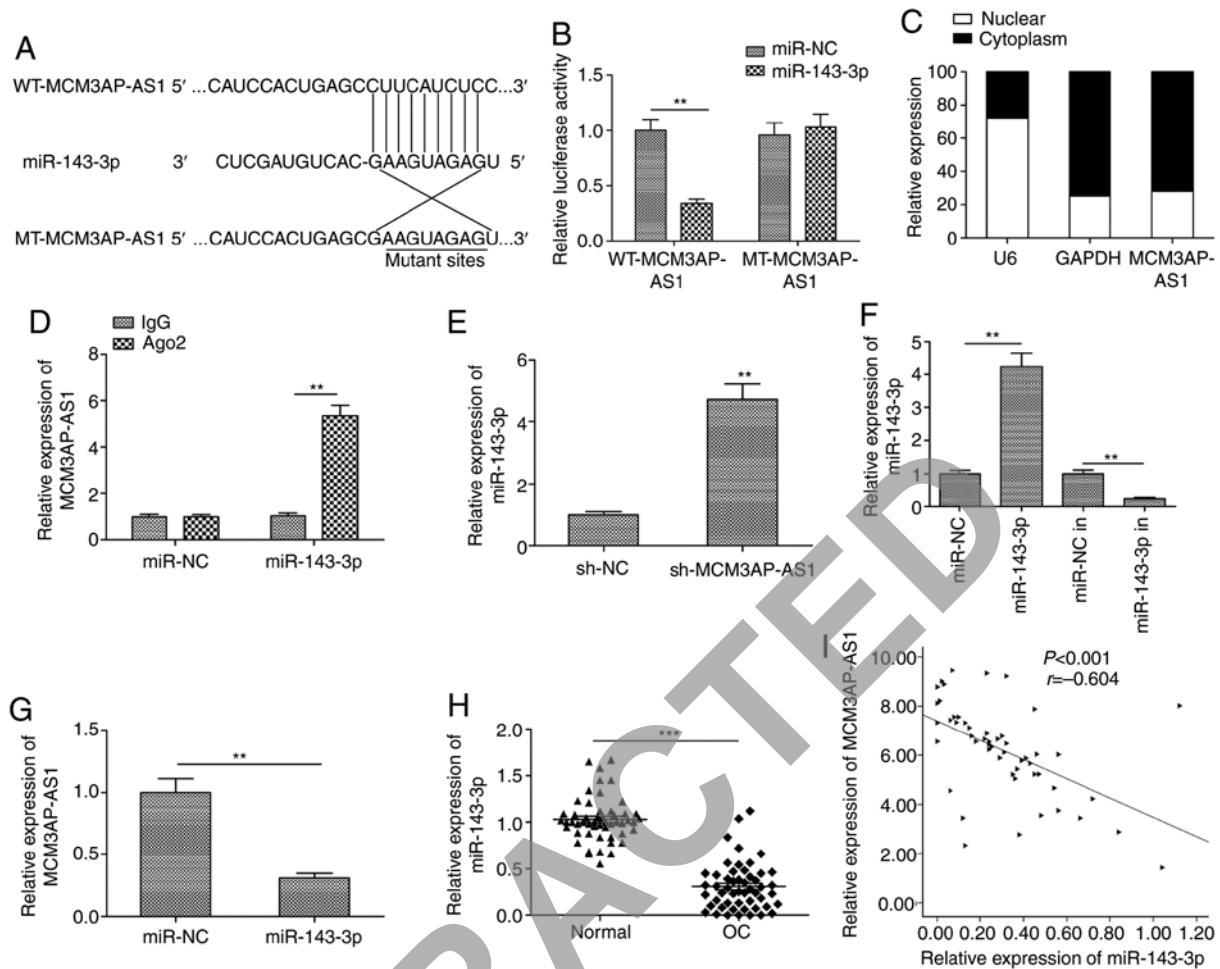 A
WT-MCM3AP-AS1 5′ ...CAUCCACUGAGCCUUCAUCUCC...3′
miR-143-3p 3′ CUCGAUGUCAC-GAAGUAGAGU 5′
MT-MCM3AP-AS1 5′ ...CAUCCACUGAGCGAAGUAGAGU...3′
Mutant sites
B
miR-NC
miR-143-3p
Relative luciferase activity
1.5
1.0
0.5
0.0
**
WT-MCM3AP-
AS1
MT-MCM3AP-
AS1
C
Nuclear
Cytoplasm
Relative expression
100
80
60
40
20
0
U6
GAPDH
MCM3AP-
AS1
D
IgG
Ago2
Relative expression of
MCM3AP-AS1
8
6
4
2
0
**
miR-NC
miR-143-3p
E
Relative expression of
miR-143-3p
6
4
2
0
**
sh-NC
sh-MCM3AP-AS1
F
Relative expression of
miR-143-3p
5
4
3
2
1
0
**
**
miR-NC
miR-143-3p
miR-NC in
miR-143-3p in
G
Relative expression of
MCM3AP-AS1
1.5
1.0
0.5
0.0
**
miR-NC
miR-143-3p
H
Relative expression of
miR-143-3p
2.0
1.5
1.0
0.5
0.0
***
Normal
OC
I
Relative expression of MCM3AP-AS1
10.00
8.00
6.00
4.00
2.00
0.00
P<0.001
r=−0.604
0.00 0.20 0.40 0.60 0.80 1.00 1.20
Relative expression of miR-143-3p
RACTED